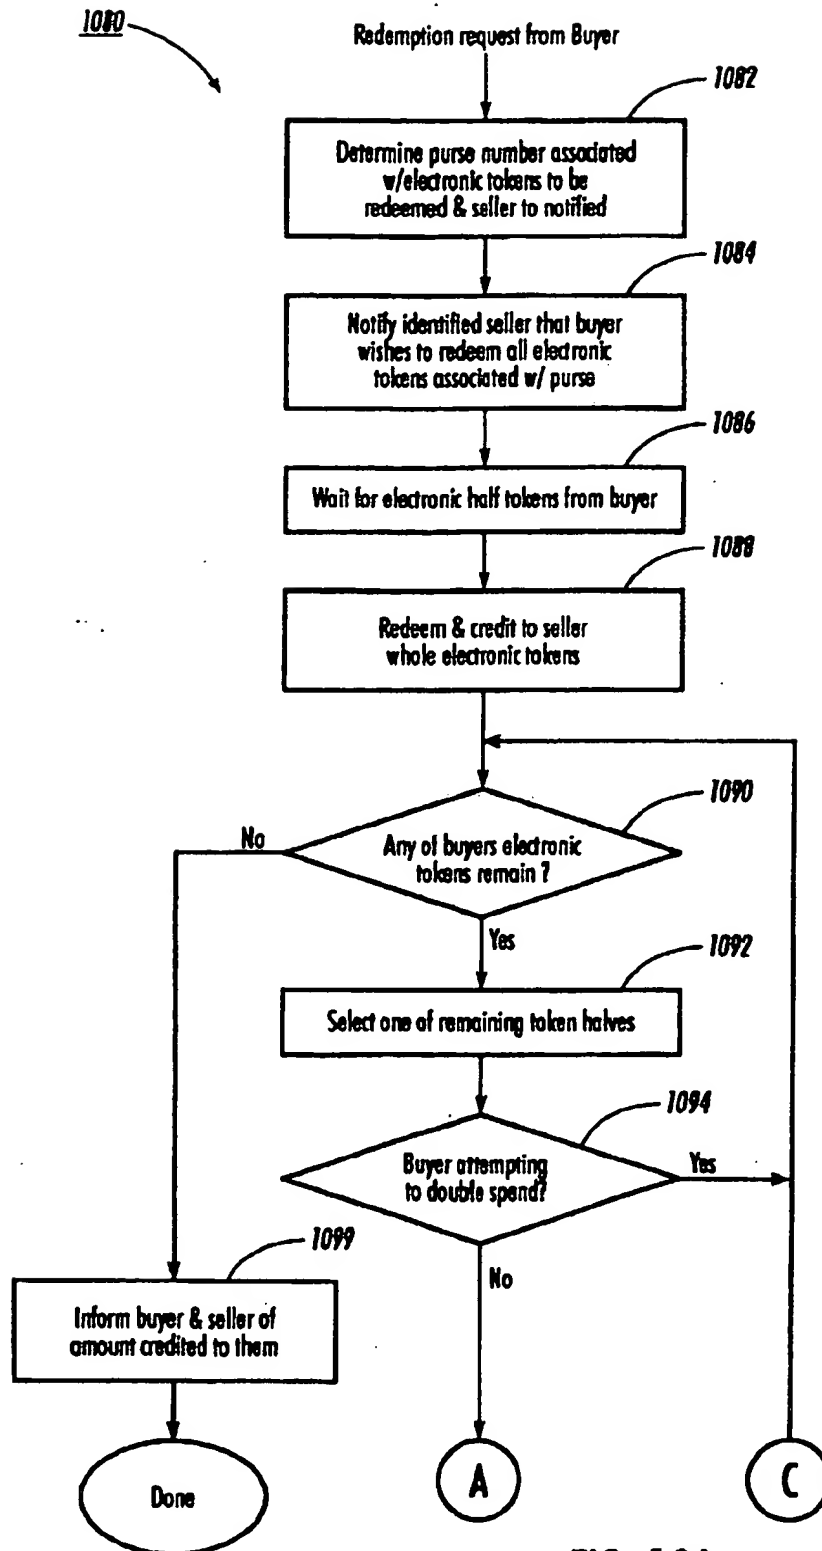 1080
Redemption request from Buyer
1082
Determine purse number associated
w/electronic tokens to be
redeemed & seller to notified
1084
Notify identified seller that buyer
wishes to redeem all electronic
tokens associated w/ purse
1086
Wait for electronic half tokens from buyer
1088
Redeem & credit to seller
whole electronic tokens
1090
No
Any of buyers electronic
tokens remain ?
Yes
1092
Select one of remaining token halves
1094
Buyer attempting
to double spend?
Yes
1099
No
Inform buyer & seller of
amount credited to them
Done
A
C